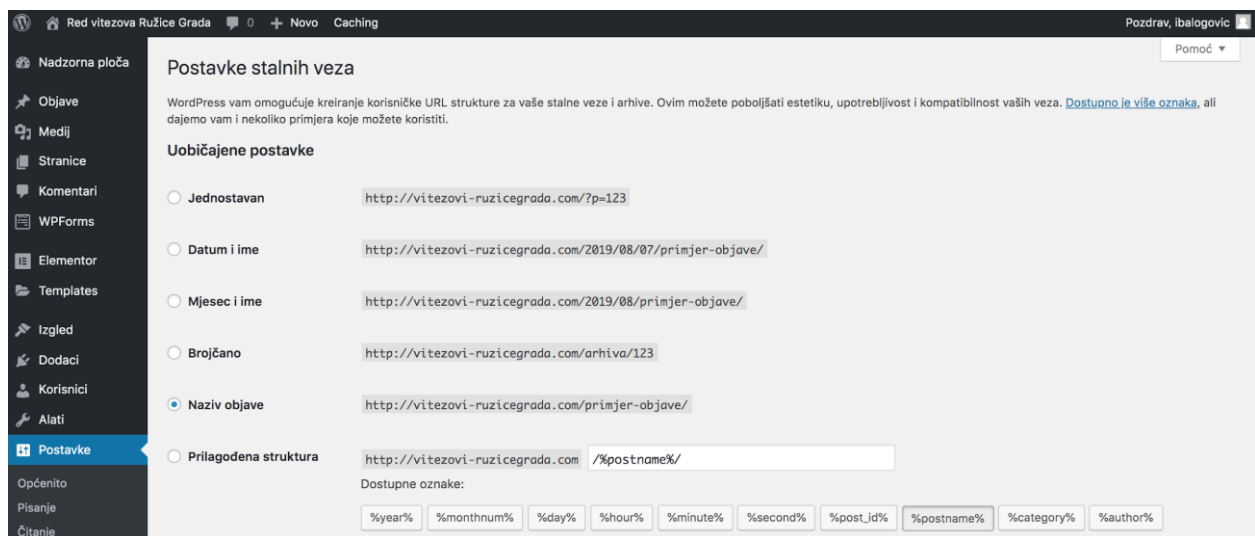 Red vitezova Ružice Grada 0 + Novo Caching Pozdrav, ibalogovic
Pomoć
Nadzorna ploča
Objave
Medij
Stranice
Komentari
WPForms
Elementor
Templates
Izgled
Dodaci
Korisnici
Alati
Postavke
Općenito
Pisanje
Čitanje
Postavke stalnih veza
WordPress vam omogućuje kreiranje korisničke URL strukture za vaše stalne veze i arhive. Ovim možete poboljšati estetiku, upotrebljivost i kompatibilnost vaših veza. Dostupno je više oznaka, ali
dajemo vam i nekoliko primjera koje možete koristiti.
Uobičajene postavke
Jednostavan http://vitezovi-ruzicegrada.com/?p=123
Datum i ime http://vitezovi-ruzicegrada.com/2019/08/07/primjer-objave/
Mjesec i ime http://vitezovi-ruzicegrada.com/2019/08/primjer-objave/
Brojčano http://vitezovi-ruzicegrada.com/arhiva/123
Naziv objave http://vitezovi-ruzicegrada.com/primjer-objave/
Prilagođena struktura http://vitezovi-ruzicegrada.com /%postname%/
Dostupne oznake:
%year% %monthnum% %day% %hour% %minute% %second% %post_id% %postname% %category% %author%